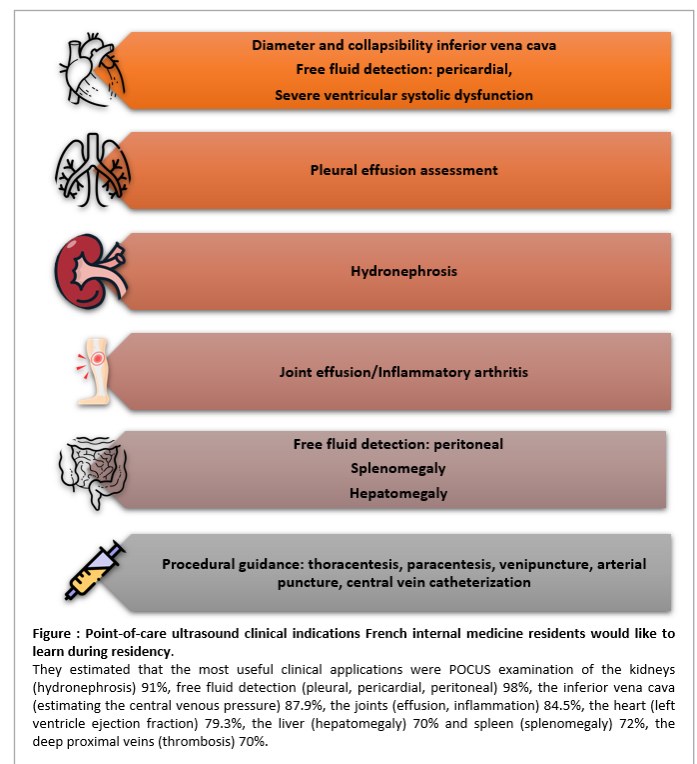 Diameter and collapsibility inferior vena cava
Free fluid detection: pericardial,
Severe ventricular systolic dysfunction
Pleural effusion assessment
Hydronephrosis
Joint effusion/Inflammatory arthritis
Free fluid detection: peritoneal
Splenomegaly
Hepatomegaly
Procedural guidance: thoracentesis, paracentesis, venipuncture, arterial
puncture, central vein catheterization
Figure : Point-of-care ultrasound clinical indications French internal medicine residents would like to
learn during residency.
They estimated that the most useful clinical applications were POCUS examination of the kidneys
(hydronephrosis) 91%, free fluid detection (pleural, pericardial, peritoneal) 98%, the inferior vena cava
(estimating the central venous pressure) 87.9%, the joints (effusion, inflammation) 84.5%, the heart (left
ventricle ejection fraction) 79.3%, the liver (hepatomegaly) 70% and spleen (splenomegaly) 72%, the
deep proximal veins (thrombosis) 70%.